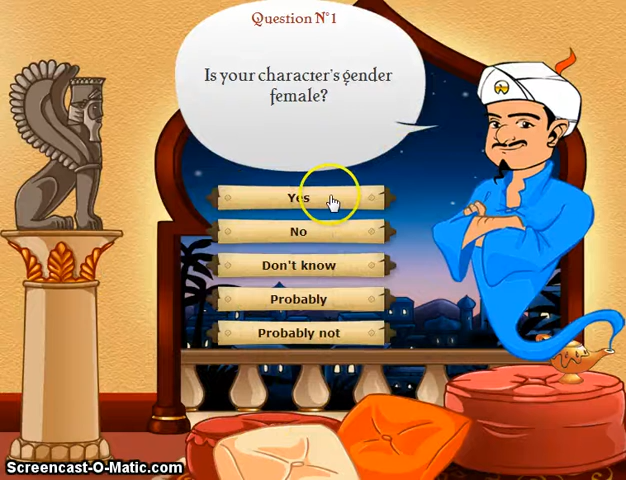 Question N°1
Is your character's gender
female?
Yes
No
Don't know
Probably
Probably not
Screencast-O-Matic.com